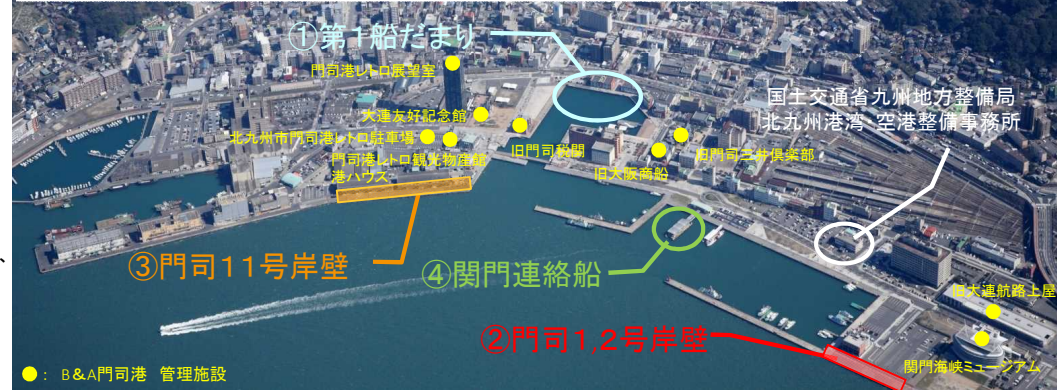 ①第1船だまり
門司港レトロ展望室
国土交通省九州地方整備局
北九州港湾・空港整備事務所
大連友好記念館
北九州市門司港レトロ駐車場
門司港レトロ観光物産館
港ハウス
旧門司税関
旧門司三井倶楽部
旧大阪商船
③門司11号岸壁
④関門連絡船
旧大連航路上屋
②門司1,2号岸壁
関門海峡ミュージアム
●：B&A門司港 管理施設
、